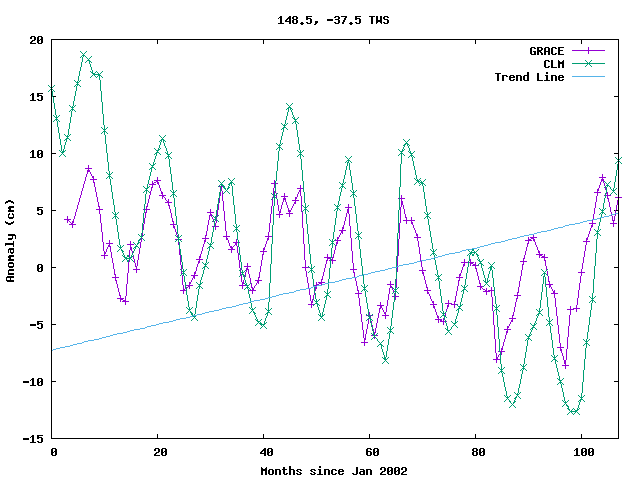 148.5, -37.5 TWS
GRACE
CLM
Trend Line
20
15
10
5
0
-5
-10
-15
Anomaly (cm)
0 20 40 60 80 100
Months since Jan 2002